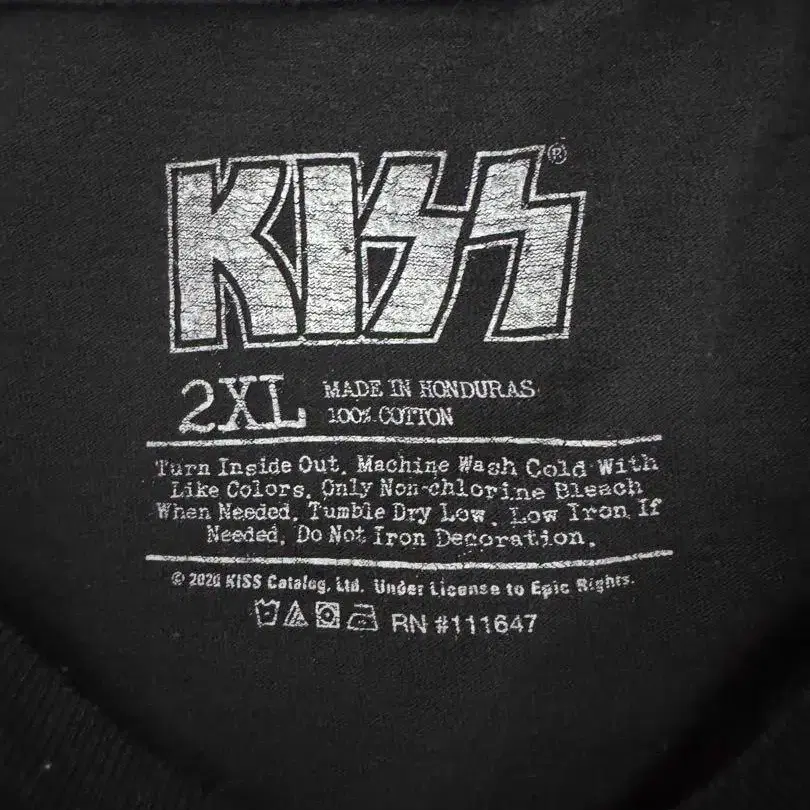 KISS®
2XL
MADE IN HONDURAS
100% COTTON
Turn Inside Out. Machine Wash Cold With
Like Colors. Only Non-chlorine Bleach
When Needed. Tumble Dry Low. Low Iron If
Needed. Do Not Iron Decoration.
© 2020 KISS Catalog, Ltd. Under License to Epic Rights.
RN #111647